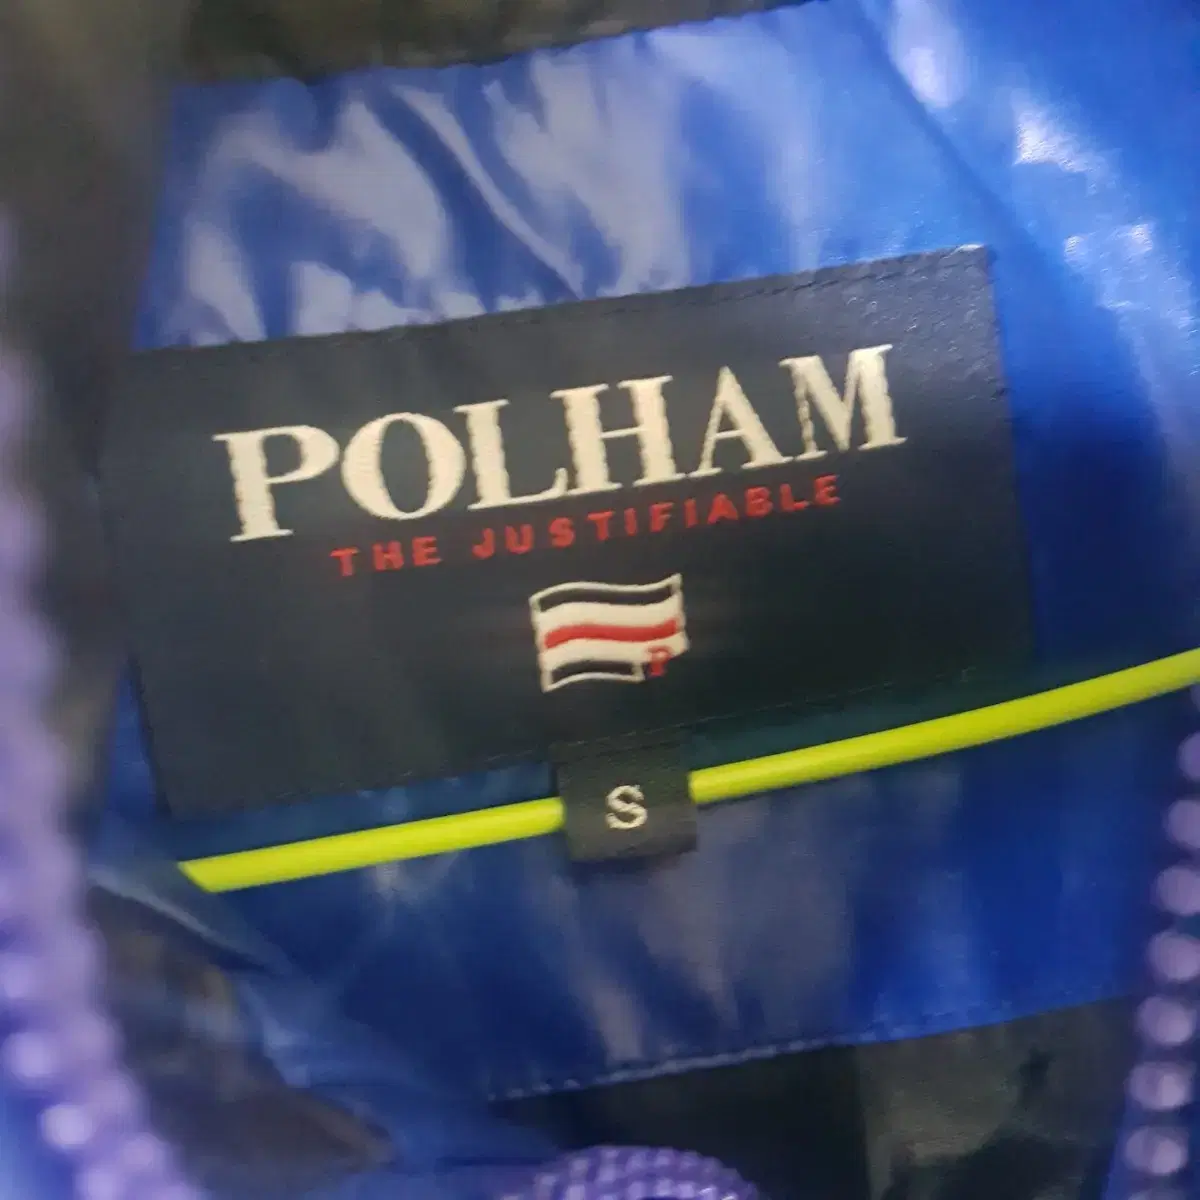 POLHAM
THE JUSTIFIABLE
P
S